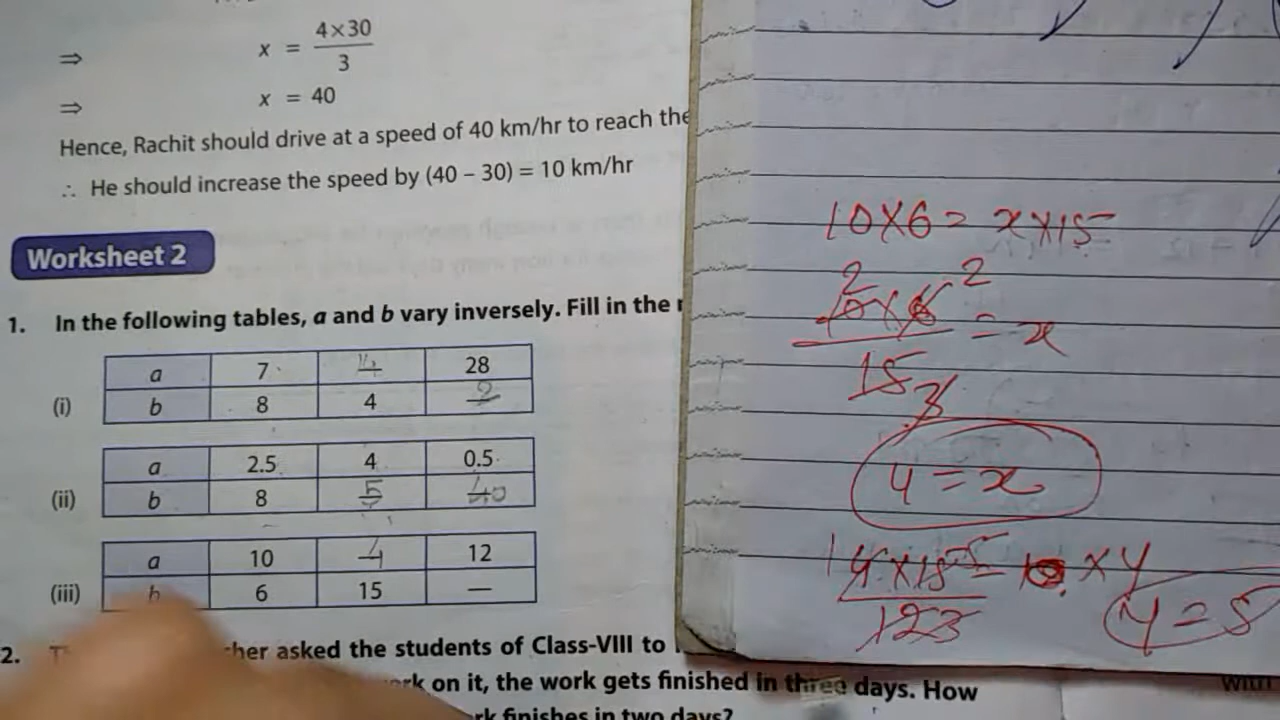 ⇒ x = 4×30 / 3
⇒ x = 40
Hence, Rachit should drive at a speed of 40 km/hr to reach the
∴ He should increase the speed by (40 – 30) = 10 km/hr
Worksheet 2
1. In the following tables, a and b vary inversely. Fill in the
(i)
a 7 14 28
b 8 4 2
(ii)
a 2.5 4 0.5
b 8 5 40
(iii)
a 10 4 12
b 6 15 —
2. asked the students of Class-VIII to
on it, the work gets finished in three days. How
finishes in two days?
10×6 = x×15
2 2
10×6 = x
15 3
4 = x
4×15 5 = × y
12 3
y = 5